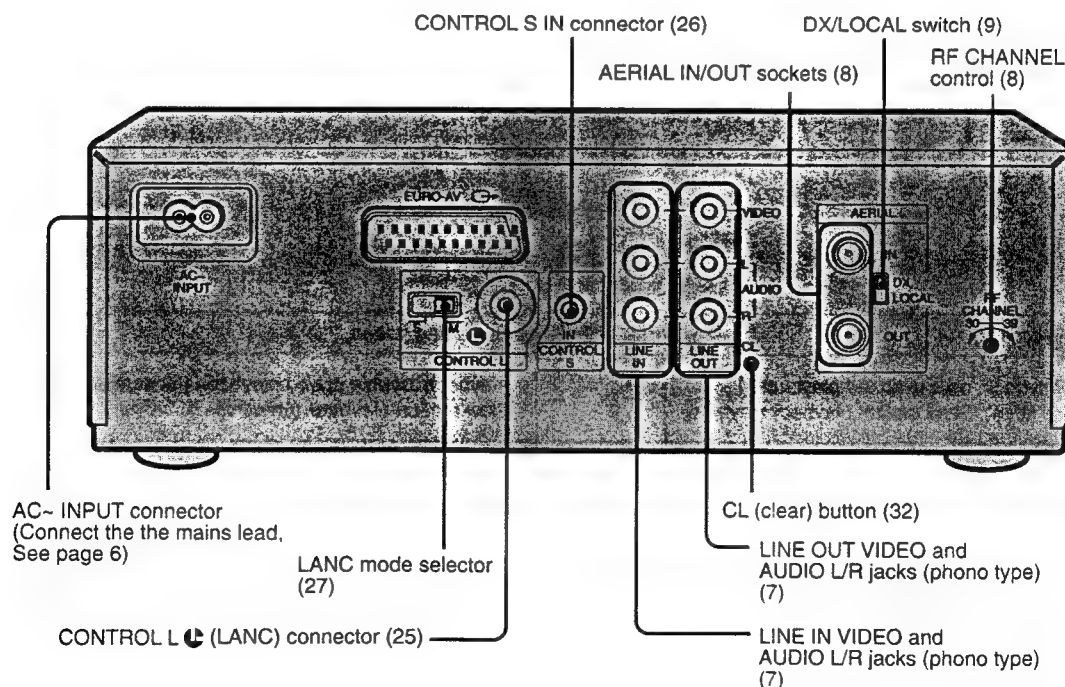 CONTROL S IN connector (26)
DX/LOCAL switch (9)
AERIAL IN/OUT sockets (8)
RF CHANNEL
control (8)
EURO-AV
VIDEO
AERIAL
AC~
INPUT
L
AUDIO
R
IN
DX
LOCAL
OUT
RF
CHANNEL
30 39
S M
CONTROL L
IN
CONTROL
S
LINE
IN
LINE
OUT
CL
AC~ INPUT connector
(Connect the the mains lead,
See page 6)
LANC mode selector
(27)
CONTROL L (LANC) connector (25)
CL (clear) button (32)
LINE OUT VIDEO and
AUDIO L/R jacks (phono type)
(7)
LINE IN VIDEO and
AUDIO L/R jacks (phono type)
(7)